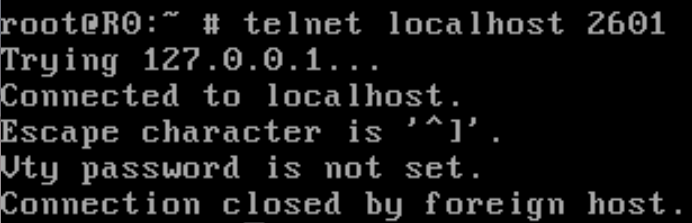 root@R0:~ # telnet localhost 2601
Trying 127.0.0.1...
Connected to localhost.
Escape character is '^]'.
Vty password is not set.
Connection closed by foreign host.